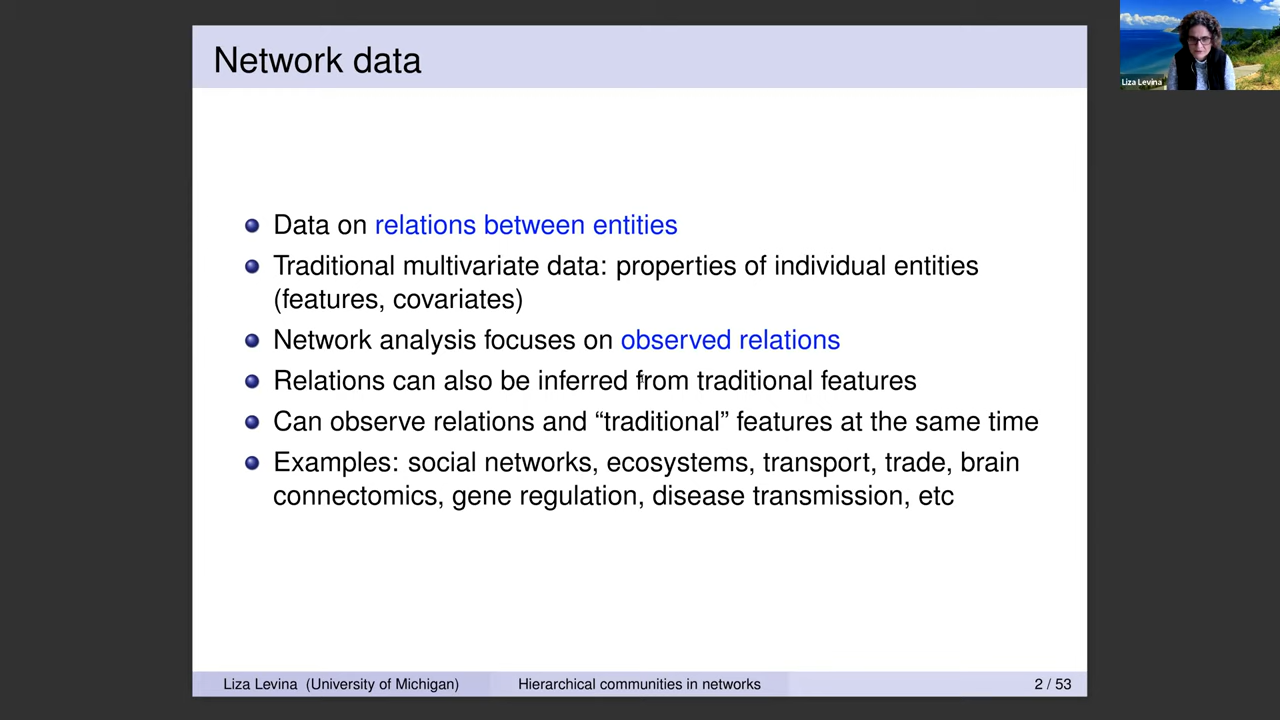 Network data
Liza Levina
Data on relations between entities
Traditional multivariate data: properties of individual entities
(features, covariates)
Network analysis focuses on observed relations
Relations can also be inferred from traditional features
Can observe relations and “traditional” features at the same time
Examples: social networks, ecosystems, transport, trade, brain
connectomics, gene regulation, disease transmission, etc
Liza Levina (University of Michigan)
Hierarchical communities in networks
2 / 53